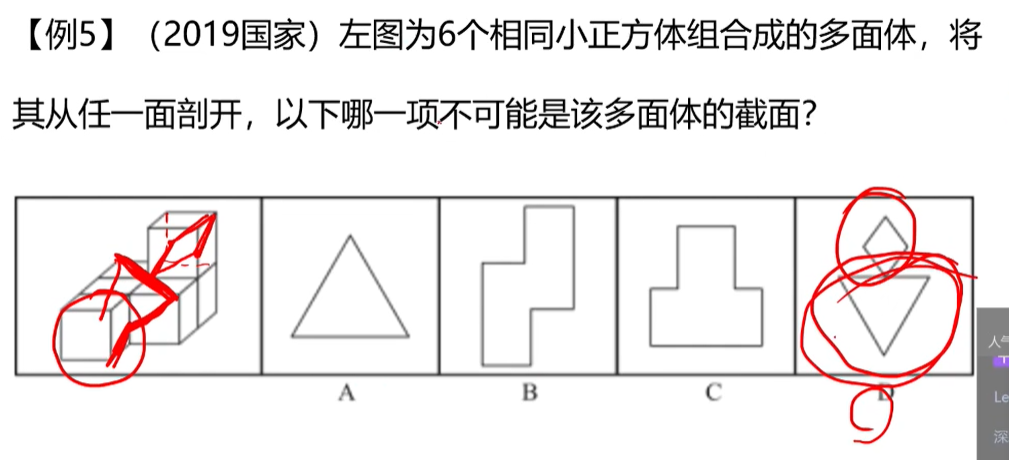 【例5】（2019国家）左图为6个相同小正方体组合成的多面体，将
其从任一面剖开，以下哪一项不可能是该多面体的截面？
A
B
C
D
人气
Le
深